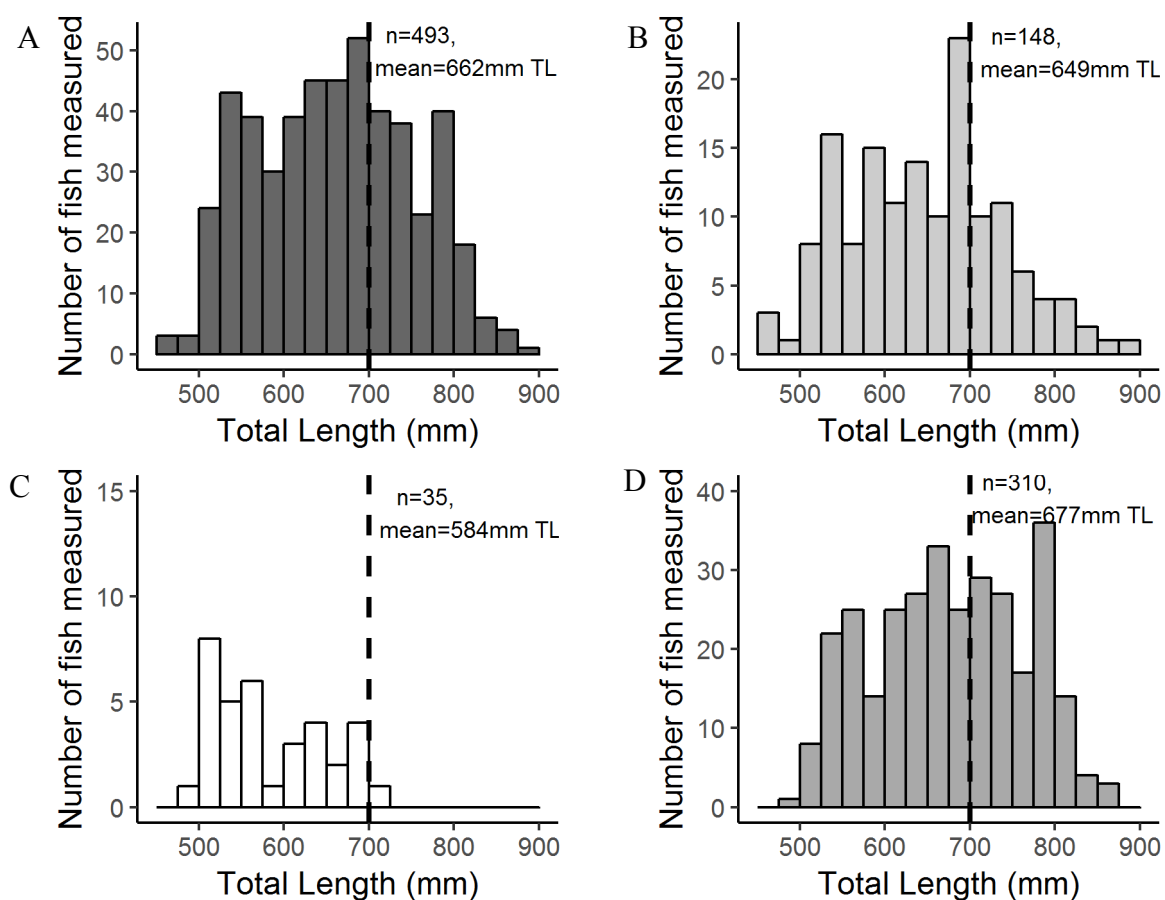 A
Number of fish measured
50
40
30
20
10
0
n=493,
mean=662mm TL
500 600 700 800 900
Total Length (mm)
B
Number of fish measured
20
15
10
5
0
n=148,
mean=649mm TL
500 600 700 800 900
Total Length (mm)
C
Number of fish measured
15
10
5
0
n=35,
mean=584mm TL
500 600 700 800 900
Total Length (mm)
D
Number of fish measured
40
30
20
10
0
n=310,
mean=677mm TL
500 600 700 800 900
Total Length (mm)